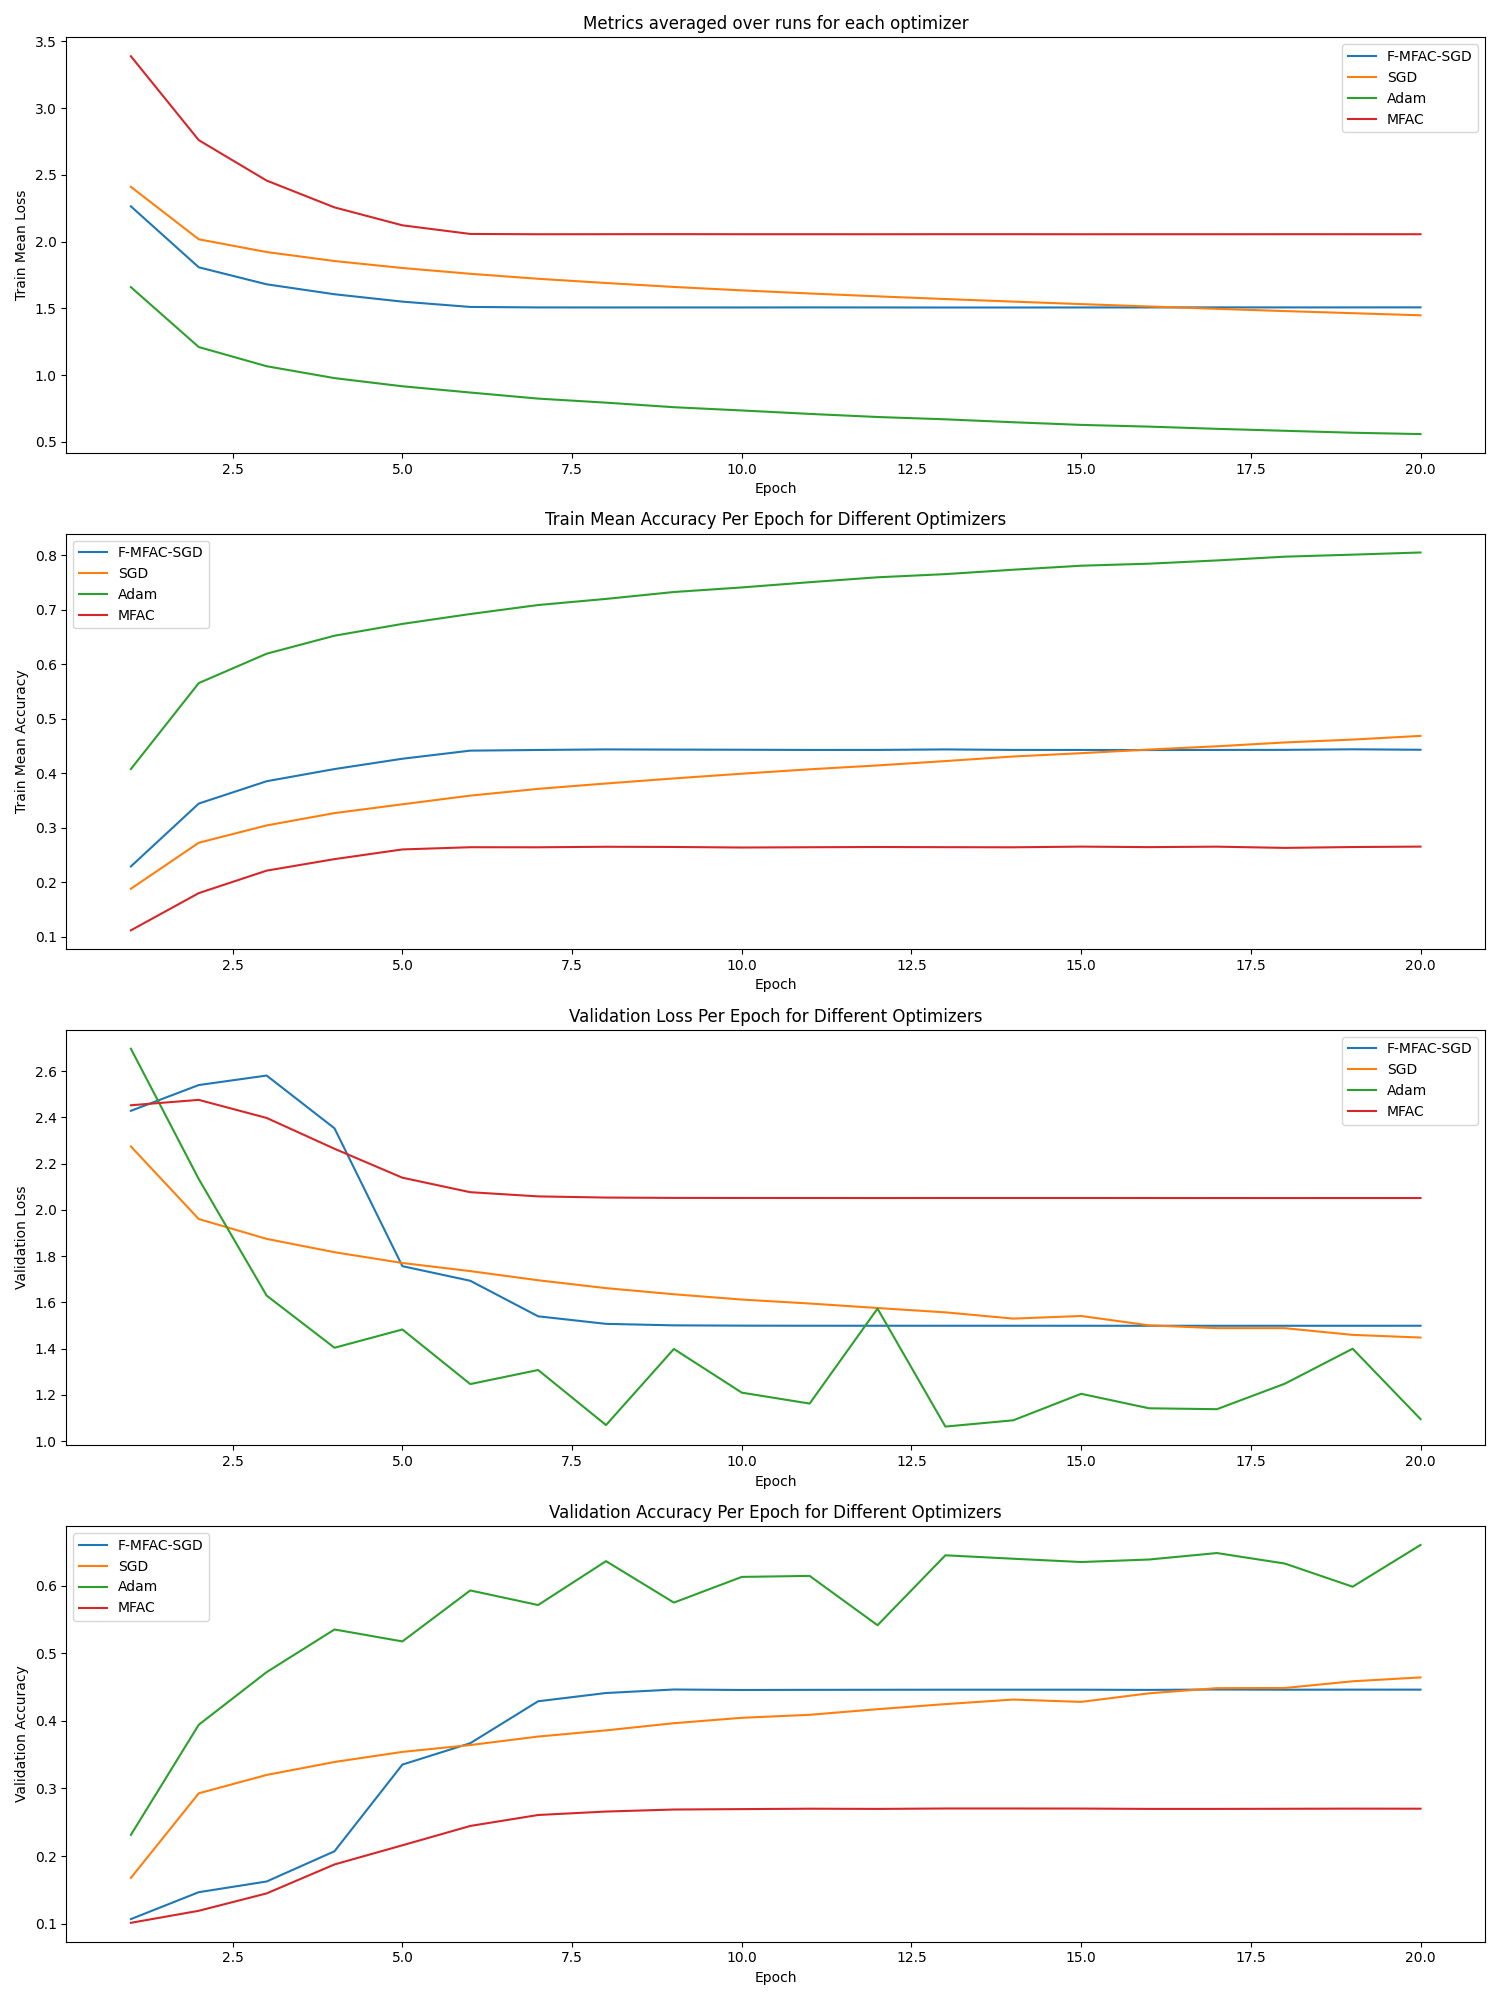 Metrics averaged over runs for each optimizer
3.5
3.0
2.5
2.0
1.5
1.0
0.5
Train Mean Loss
F-MFAC-SGD
SGD
Adam
MFAC
2.5 5.0 7.5 10.0 12.5 15.0 17.5 20.0
Epoch
Train Mean Accuracy Per Epoch for Different Optimizers
0.8
0.7
0.6
0.5
0.4
0.3
0.2
0.1
Train Mean Accuracy
F-MFAC-SGD
SGD
Adam
MFAC
2.5 5.0 7.5 10.0 12.5 15.0 17.5 20.0
Epoch
Validation Loss Per Epoch for Different Optimizers
2.6
2.4
2.2
2.0
1.8
1.6
1.4
1.2
1.0
Validation Loss
F-MFAC-SGD
SGD
Adam
MFAC
2.5 5.0 7.5 10.0 12.5 15.0 17.5 20.0
Epoch
Validation Accuracy Per Epoch for Different Optimizers
0.6
0.5
0.4
0.3
0.2
0.1
Validation Accuracy
F-MFAC-SGD
SGD
Adam
MFAC
2.5 5.0 7.5 10.0 12.5 15.0 17.5 20.0
Epoch